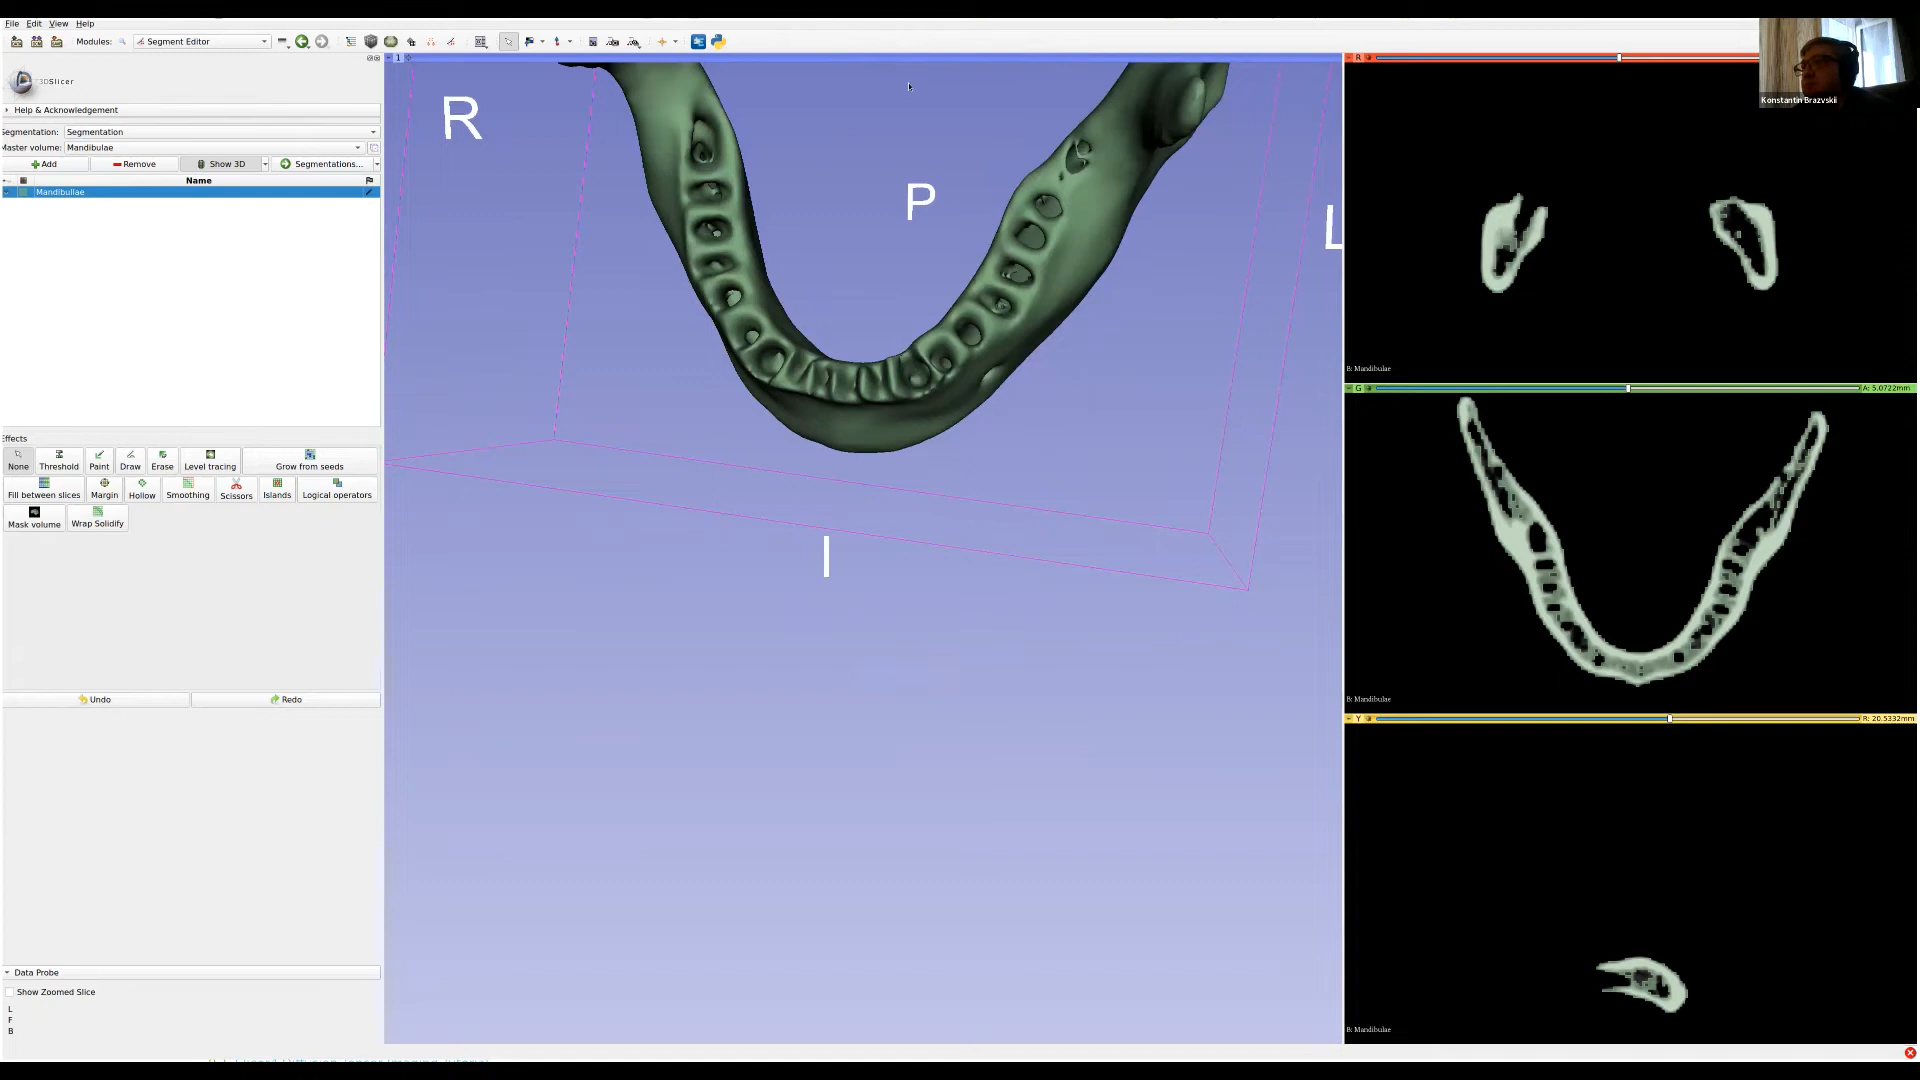 File Edit View Help
Modules: Segment Editor
3DSlicer
Help & Acknowledgement
Segmentation: Segmentation
Master volume: Mandibulae
Add Remove Show 3D Segmentations...
Name
Mandibullae
Effects
None Threshold Paint Draw Erase Level tracing Grow from seeds
Fill between slices Margin Hollow Smoothing Scissors Islands Logical operators
Mask volume Wrap Solidify
Undo Redo
Data Probe
Show Zoomed Slice
L
F
B
1
R
P
L
I
R
Konstantin Brazvskii
B: Mandibulae
G A: 5.0722mm
B: Mandibulae
Y R: 20.5332mm
B: Mandibulae